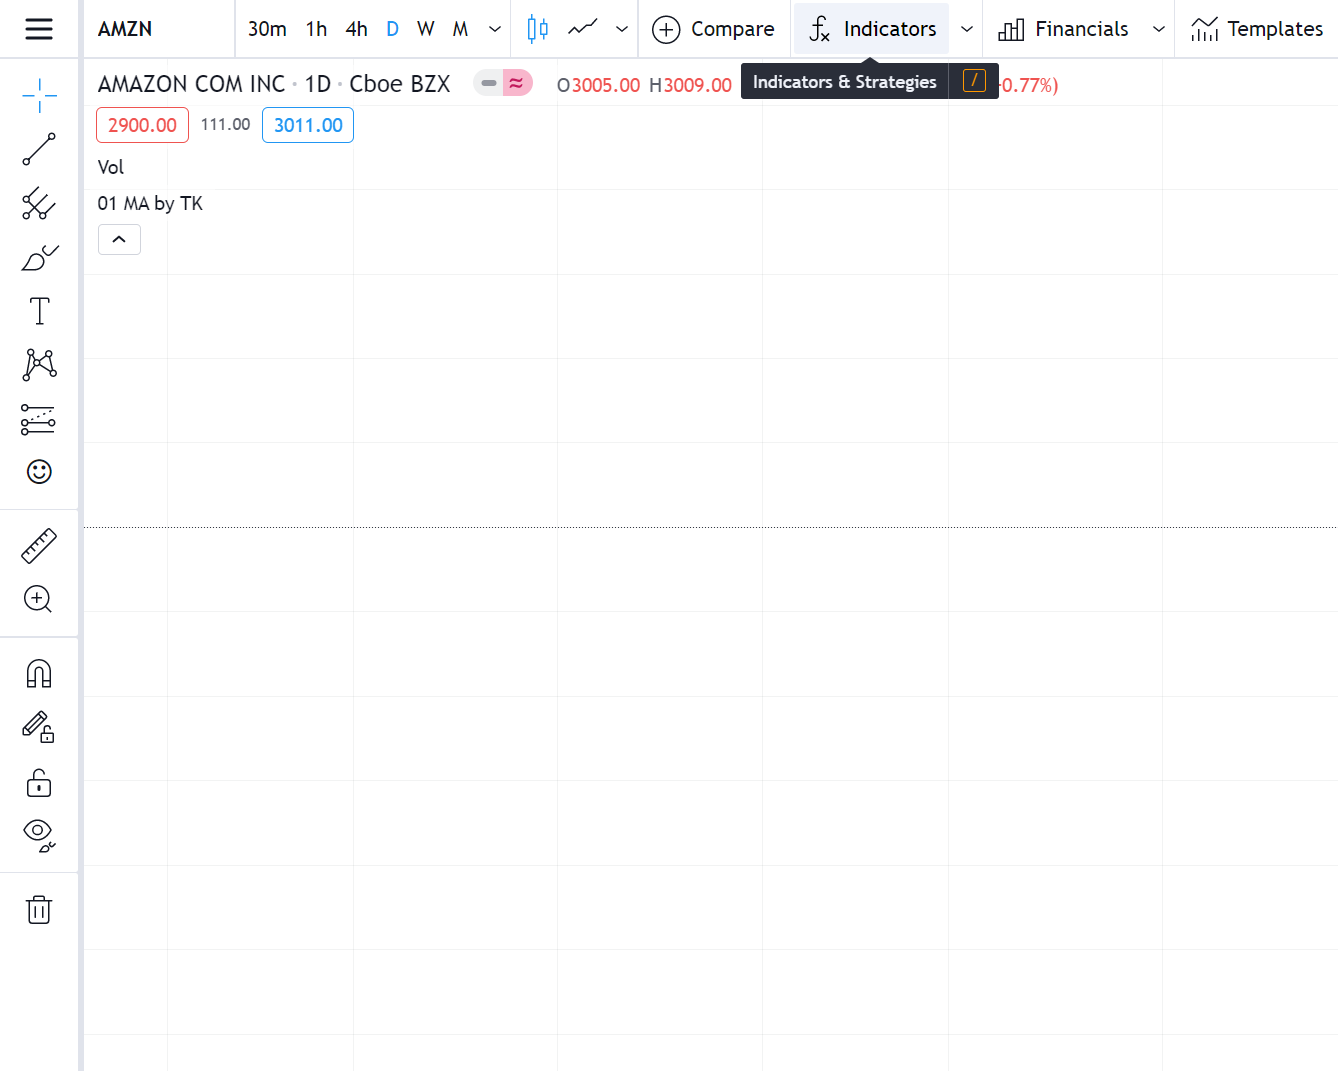 AMZN 30m 1h 4h D W M Compare Indicators Financials Templates
AMAZON COM INC · 1D · Cboe BZX O3005.00 H3009.00 -0.77%)
Indicators & Strategies /
2900.00 111.00 3011.00
Vol
01 MA by TK